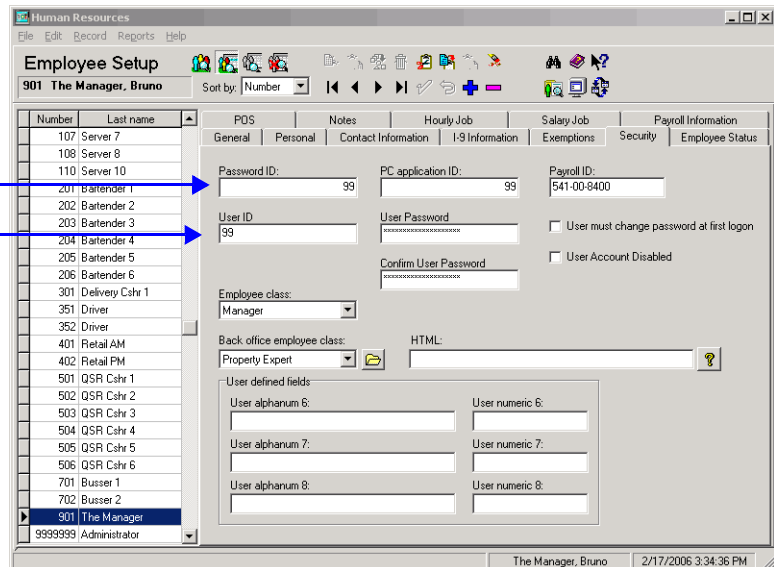 Human Resources
File Edit Record Reports Help
Employee Setup
901 The Manager, Bruno
Sort by: Number
Number Last name
107 Server 7
108 Server 8
110 Server 10
201 Bartender 1
202 Bartender 2
203 Bartender 3
204 Bartender 4
205 Bartender 5
206 Bartender 6
301 Delivery Cshr 1
351 Driver
352 Driver
401 Retail AM
402 Retail PM
501 QSR Cshr 1
502 QSR Cshr 2
503 QSR Cshr 3
504 QSR Cshr 4
505 QSR Cshr 5
506 QSR Cshr 6
701 Busser 1
702 Busser 2
901 The Manager
9999999 Administrator
POS Notes Hourly Job Salary Job Payroll Information
General Personal Contact Information I-9 Information Exemptions Security Employee Status
Password ID: PC application ID: Payroll ID:
99 99 541-00-8400
User ID User Password
99 xxxxxxxxxxxxxxxxxxx
User must change password at first logon
User Account Disabled
Confirm User Password
xxxxxxxxxxxxxxxxxxx
Employee class:
Manager
Back office employee class: HTML:
Property Expert
User defined fields
User alphanum 6: User numeric 6:
User alphanum 7: User numeric 7:
User alphanum 8: User numeric 8:
The Manager, Bruno 2/17/2006 3:34:36 PM